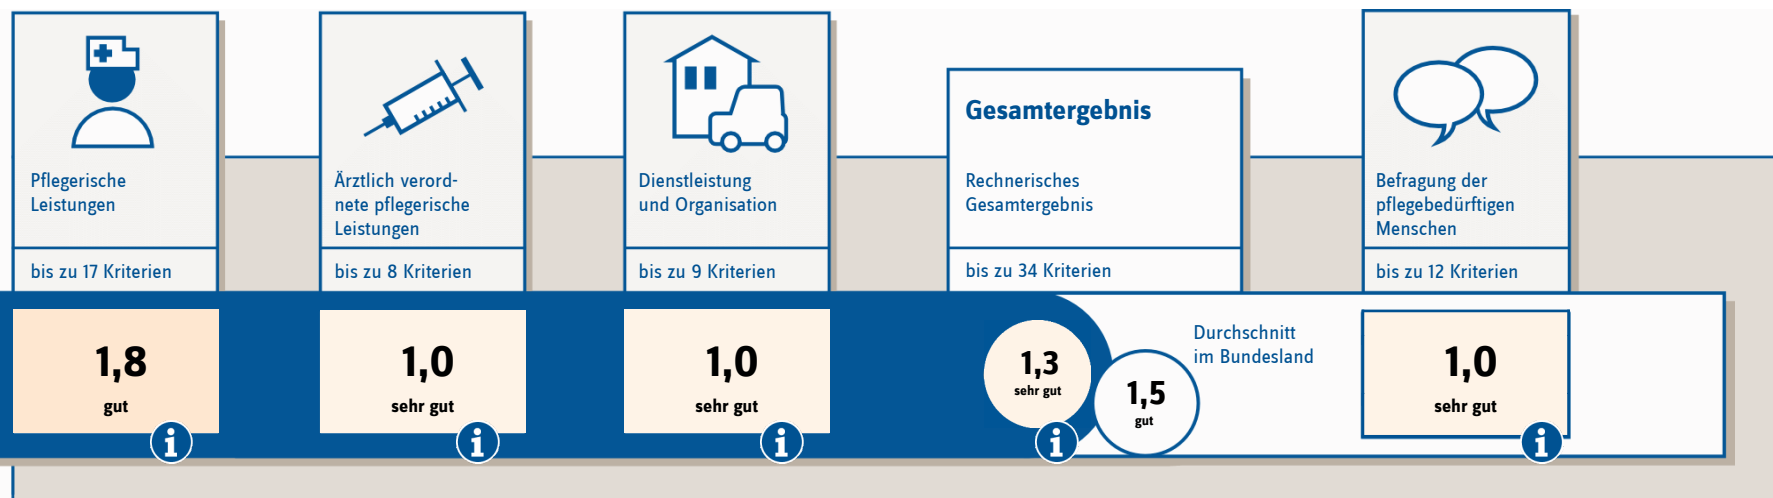 Pflegerische
Leistungen
bis zu 17 Kriterien
1,8
gut
i
Ärztlich verord-
nete pflegerische
Leistungen
bis zu 8 Kriterien
1,0
sehr gut
i
Dienstleistung
und Organisation
bis zu 9 Kriterien
1,0
sehr gut
i
Gesamtergebnis
Rechnerisches
Gesamtergebnis
bis zu 34 Kriterien
1,3
sehr gut
i
1,5
gut
Durchschnitt
im Bundesland
Befragung der
pflegebedürftigen
Menschen
bis zu 12 Kriterien
1,0
sehr gut
i